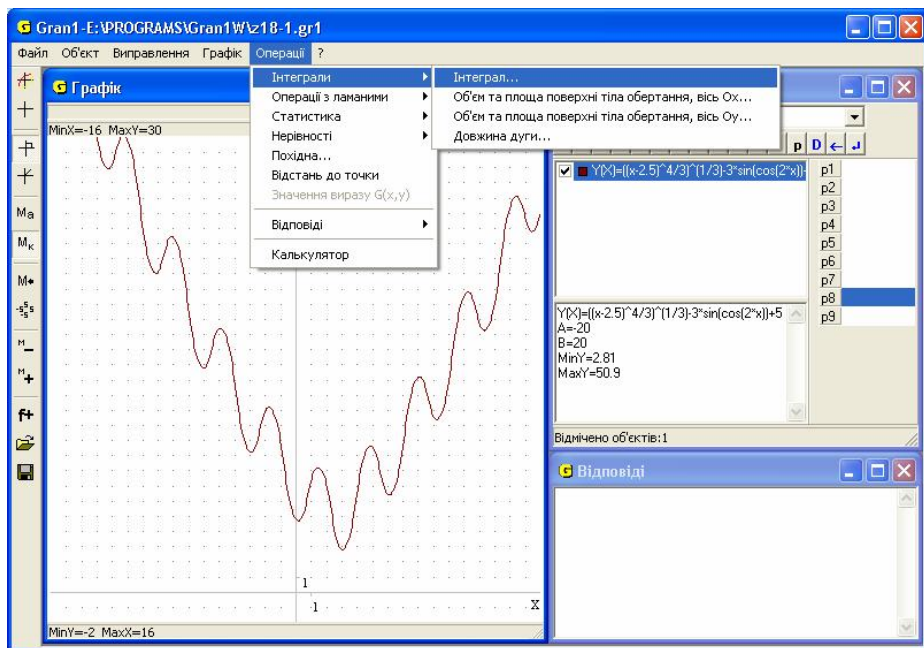 Gran1-E:\PROGRAMS\Gran1W\z18-1.gr1
Файл Об'єкт Виправлення Графік Операції ?
Графік
MinX=-16 MaxY=30
Інтеграли
Операції з ламаними
Статистика
Нерівності
Похідна...
Відстань до точки
Значення виразу G(x,y)
Відповіді
Калькулятор
Інтеграл...
Об'єм та площа поверхні тіла обертання, вісь Ox...
Об'єм та площа поверхні тіла обертання, вісь Oy...
Довжина дуги...
p D
Y(X)=((x-2.5)^4/3)^(1/3)-3*sin(cos(2*x))
p1
p2
p3
p4
p5
p6
p7
p8
p9
Y(X)=((x-2.5)^4/3)^(1/3)-3*sin(cos(2*x))+5
A=-20
B=20
MinY=2.81
MaxY=50.9
Відмічено об'єктів:1
Відповіді
Ma
Мк
М
М
М
f+
1
1
X
MinY=-2 MaxX=16